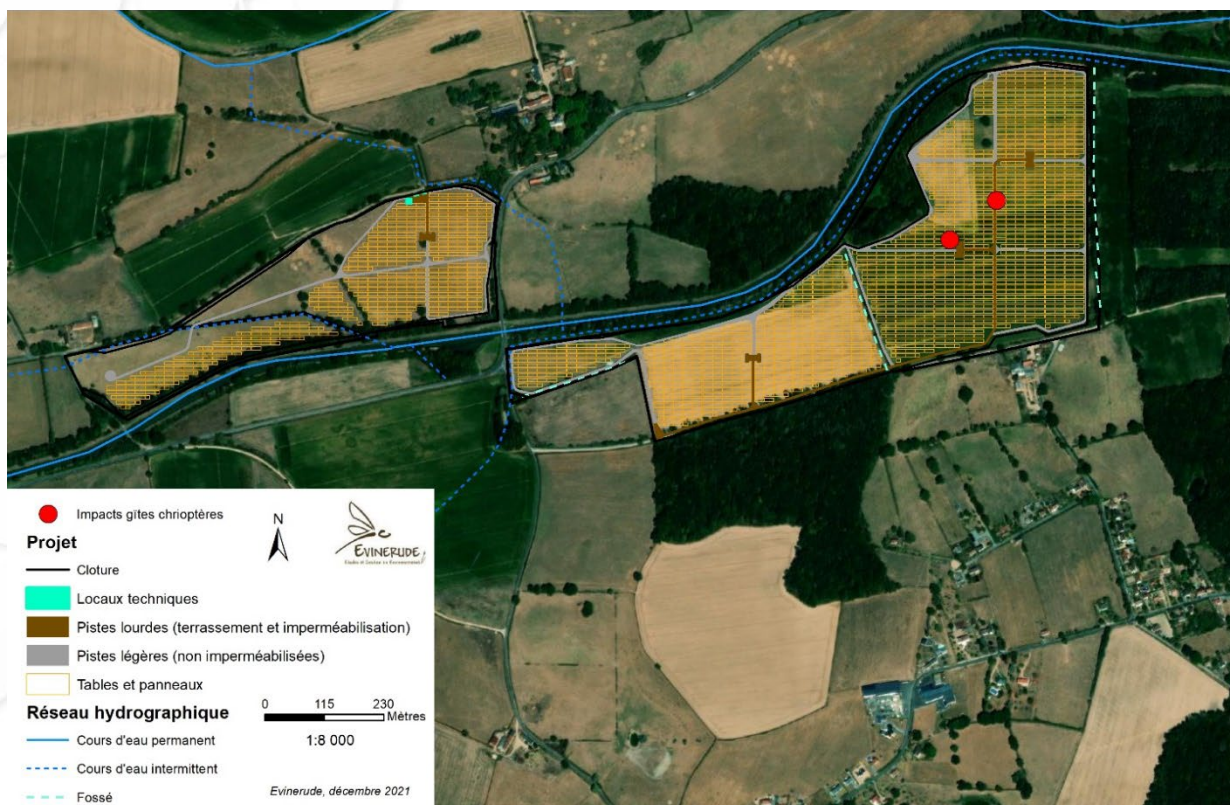 Impacts gîtes chrioptères
Projet
Cloture
Locaux techniques
Pistes lourdes (terrassement et imperméabilisation)
Pistes légères (non imperméabilisées)
Tables et panneaux
Réseau hydrographique
Cours d'eau permanent
Cours d'eau intermittent
Fossé
N
EVINERUDE
0 115 230
Mètres
1:8 000
Evinerude, décembre 2021